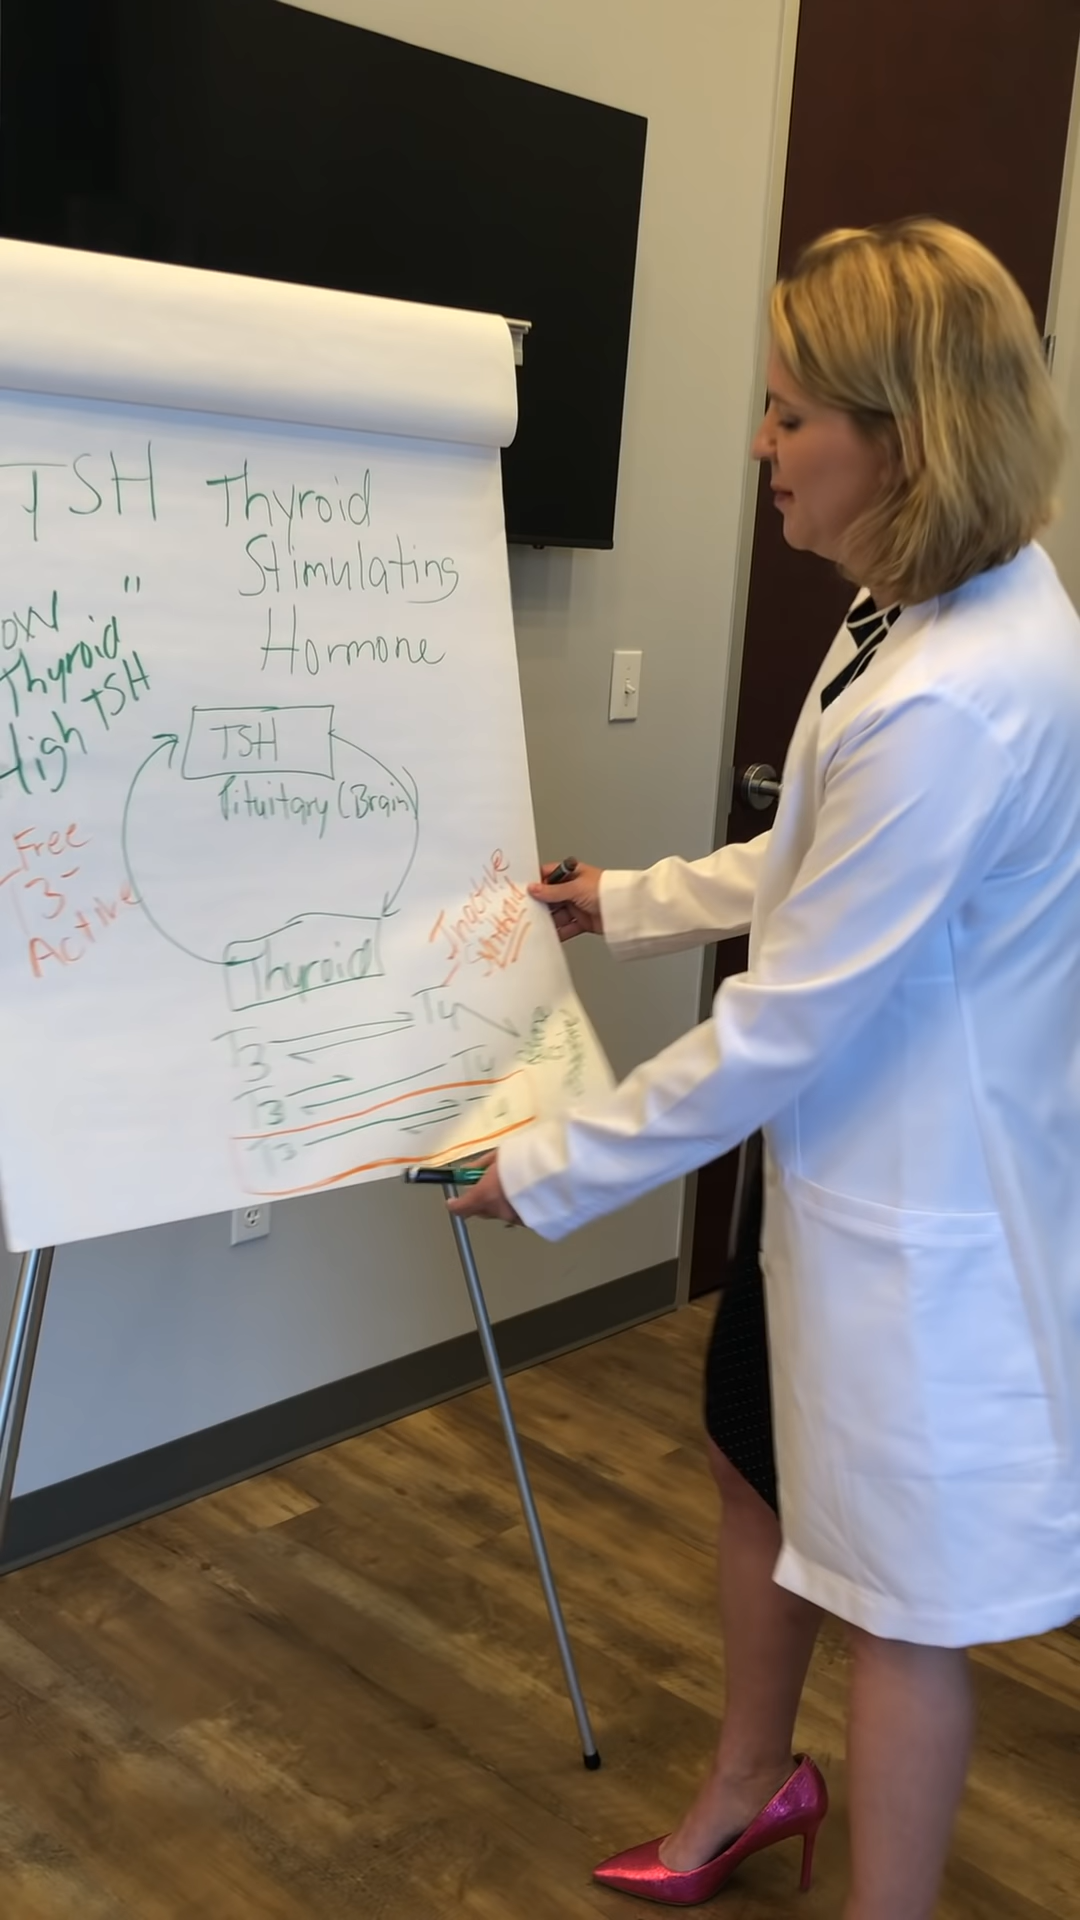 TSH Thyroid
Stimulating
Hormone
"
Thyroid
High TSH
TSH
Pituitary (Brain)
Free
T3-
Active
Inactive
Synthroid
Thyroid
T3 T4
T3 T4
T3